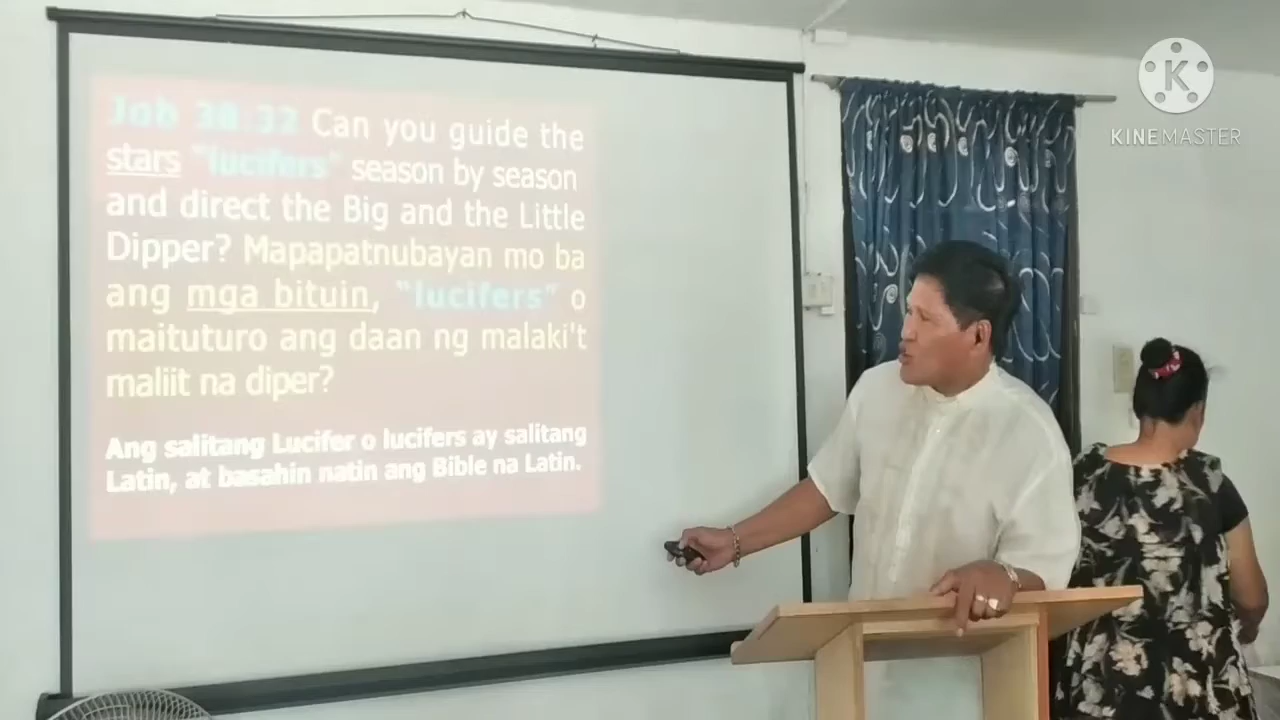 Job 38:32 Can you guide the
stars "lucifers" season by season
and direct the Big and the Little
Dipper? Mapapatnubayan mo ba
ang mga bituin, "lucifers" o
maituturo ang daan ng malaki't
maliit na diper?
Ang salitang Lucifer o lucifers ay salitang
Latin, at basahin natin ang Bible na Latin.
K
KINEMASTER